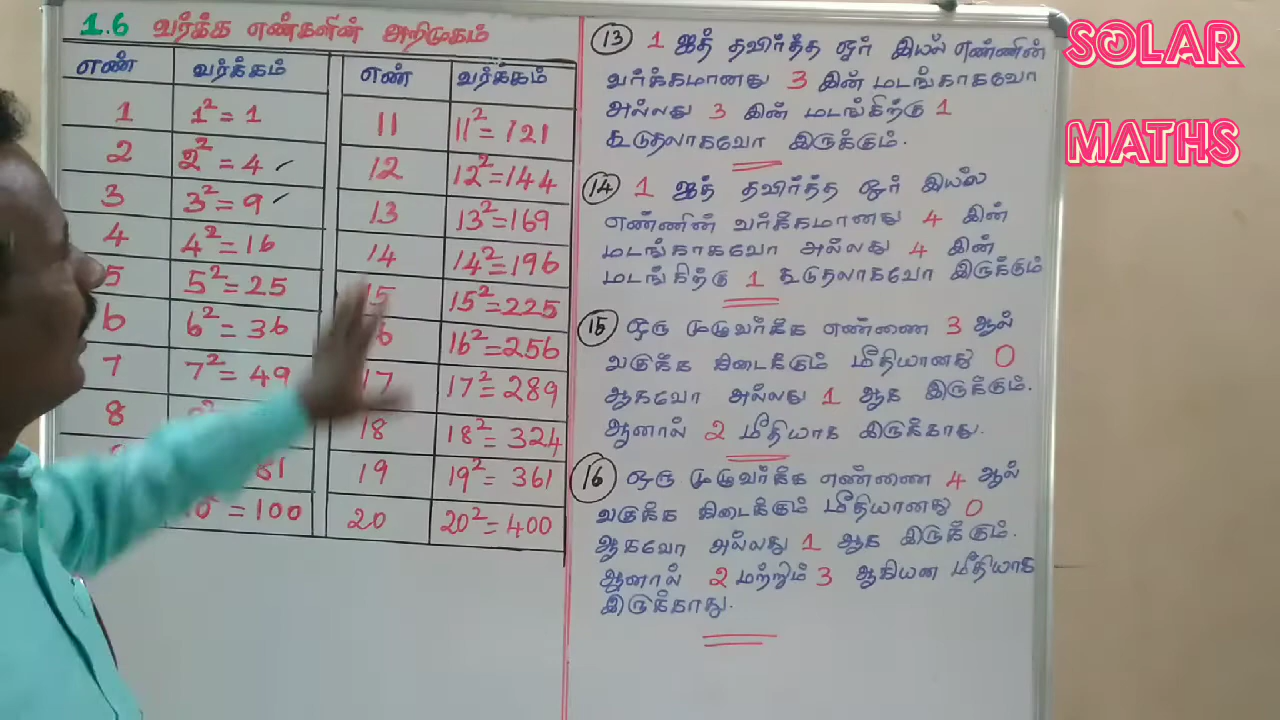 1.6 வர்க்க எண்களின் அறிமுகம்
எண் வர்க்கம் எண் வர்க்கம்
1 1² = 1 11 11² = 121
2 2² = 4 12 12² = 144
3 3² = 9 13 13² = 169
4 4² = 16 14 14² = 196
5 5² = 25 15 15² = 225
6 6² = 36 6 16² = 256
7 7² = 49 17 17² = 289
8 18 18² = 324
81 19 19² = 361
10² = 100 20 20² = 400
13 1 ஐத் தவிர்த்த ஓர் இயல் எண்ணின்
வர்க்கமானது 3 இன் மடங்காகவோ
அல்லது 3 இன் மடங்கிற்கு 1
கூடுதலாகவோ இருக்கும்.
14 1 ஐத் தவிர்த்த ஓர் இயல்
எண்ணின் வர்க்கமானது 4 இன்
மடங்காகவோ அல்லது 4 இன்
மடங்கிற்கு 1 கூடுதலாகவோ இருக்கும்
15 ஒரு முழுவர்க்க எண்ணை 3 ஆல்
வகுக்க கிடைக்கும் மீதியானது 0
ஆகவோ அல்லது 1 ஆக இருக்கும்.
ஆனால் 2 மீதியாக இருக்காது.
16 ஒரு முழுவர்க்க எண்ணை 4 ஆல்
வகுக்க கிடைக்கும் மீதியானது 0
ஆகவோ அல்லது 1 ஆக இருக்கும்.
ஆனால் 2 மற்றும் 3 ஆகியன மீதியாக
இருக்காது.
SOLAR
MATHS